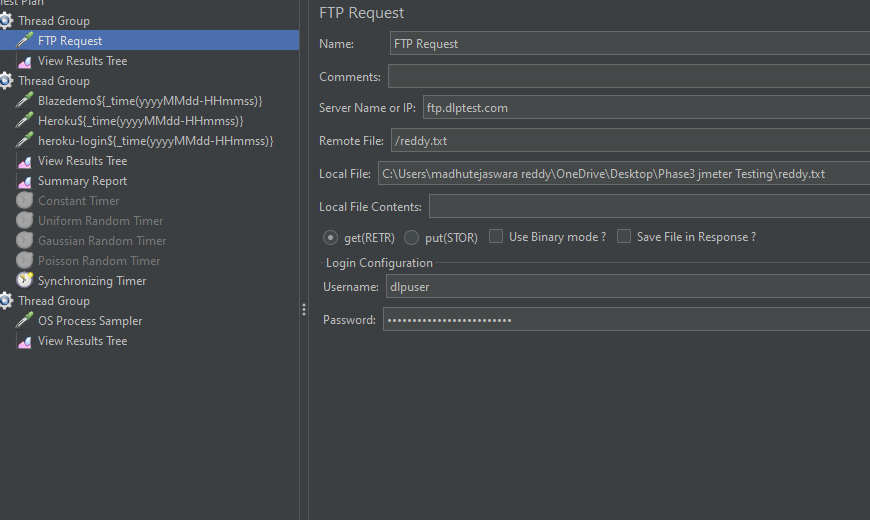 Test Plan
Thread Group
FTP Request
View Results Tree
Thread Group
Blazedemo${_time(yyyyMMdd-HHmmss)}
Heroku${_time(yyyyMMdd-HHmmss)}
heroku-login${_time(yyyyMMdd-HHmmss)}
View Results Tree
Summary Report
Constant Timer
Uniform Random Timer
Gaussian Random Timer
Poisson Random Timer
Synchronizing Timer
Thread Group
OS Process Sampler
View Results Tree
FTP Request
Name: FTP Request
Comments:
Server Name or IP: ftp.dlptest.com
Remote File: /reddy.txt
Local File: C:\Users\madhutejaswara reddy\OneDrive\Desktop\Phase3 jmeter Testing\reddy.txt
Local File Contents:
get(RETR) put(STOR) Use Binary mode ? Save File in Response ?
Login Configuration
Username: dlpuser
Password: •••••••••••••••••••••••••